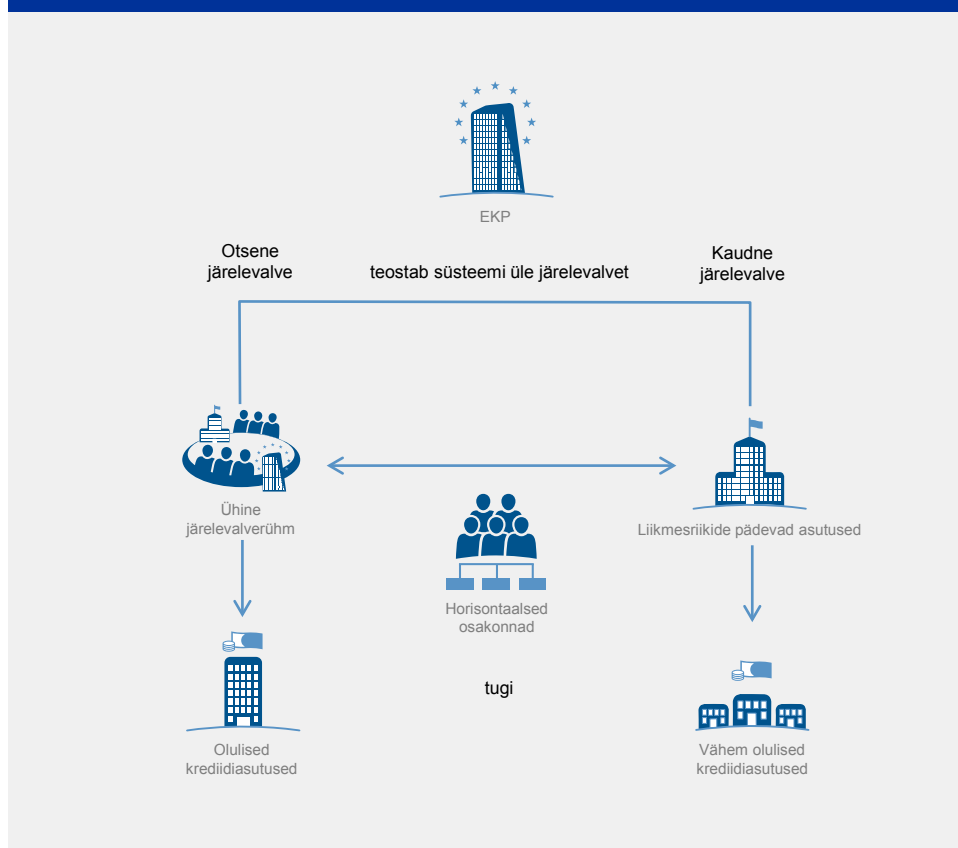 EKP
Otsene
järelevalve
teostab süsteemi üle järelevalvet
Kaudne
järelevalve
Ühine
järelevalverühm
Liikmesriikide pädevad asutused
Horisontaalsed
osakonnad
tugi
Olulised
krediidiasutused
Vähem olulised
krediidiasutused